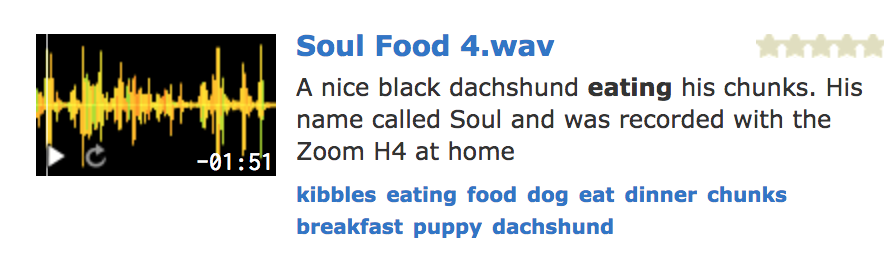 Soul Food 4.wav
A nice black dachshund eating his chunks. His
name called Soul and was recorded with the
Zoom H4 at home
-01:51
kibbles eating food dog eat dinner chunks
breakfast puppy dachshund